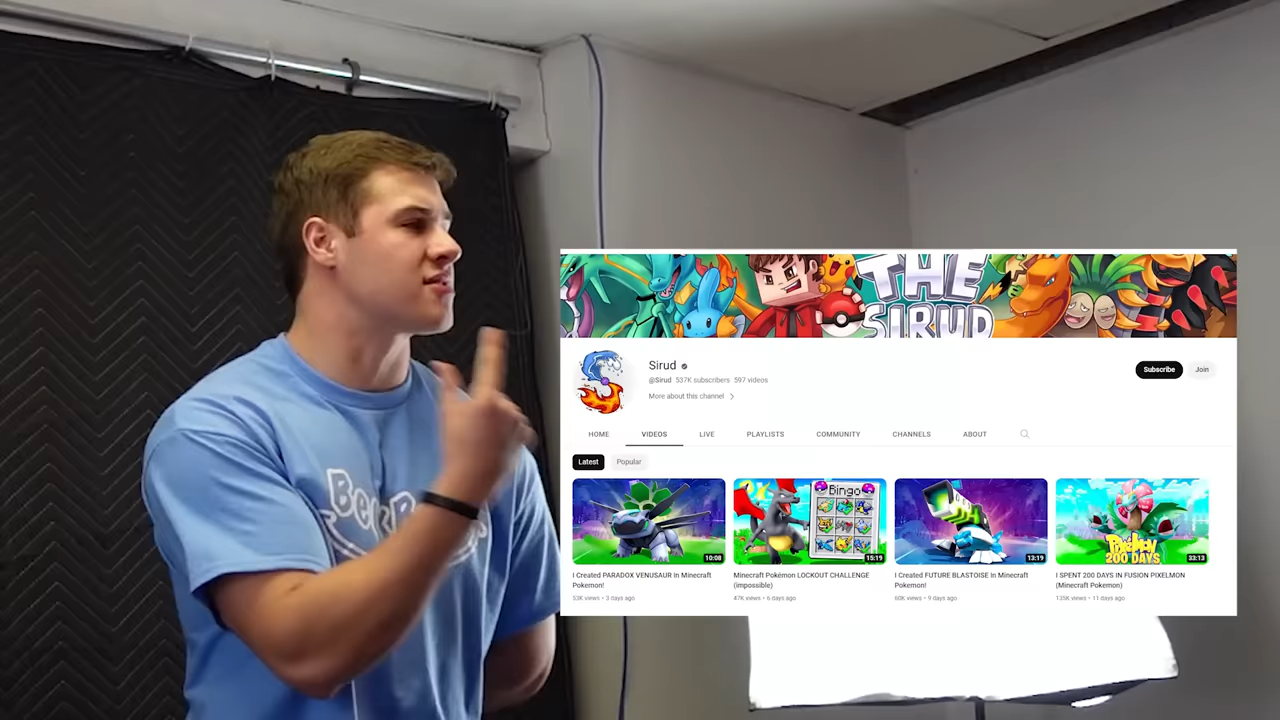 THE
SIRUD
Sirud
@Sirud 537K subscribers 597 videos
More about this channel
Subscribe
Join
HOME VIDEOS LIVE PLAYLISTS COMMUNITY CHANNELS ABOUT
Latest Popular
Bingo
POKEMON
200 DAYS
10:08 15:19 13:19 33:13
I Created PARADOX VENUSAUR in Minecraft
Pokemon!
53K views • 3 days ago
Minecraft Pokémon LOCKOUT CHALLENGE
(impossible)
47K views • 6 days ago
I Created FUTURE BLASTOISE In Minecraft
Pokemon!
60K views • 9 days ago
I SPENT 200 DAYS IN FUSION PIXELMON
(Minecraft Pokemon)
135K views • 11 days ago